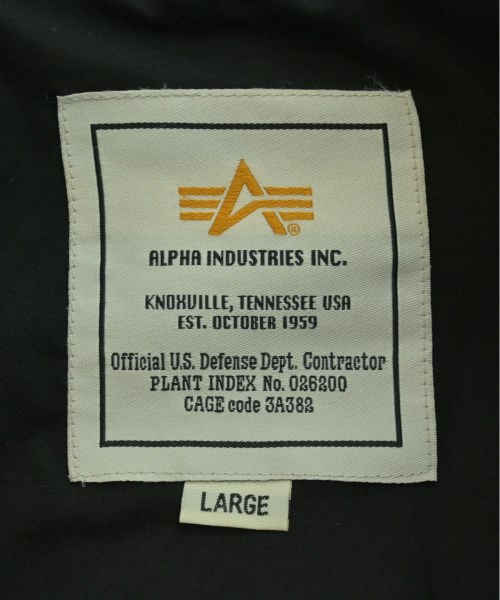 ®
ALPHA INDUSTRIES INC.
KNOXVILLE, TENNESSEE USA
EST. OCTOBER 1959
Official U.S. Defense Dept. Contractor
PLANT INDEX No. 026200
CAGE code 3A382
LARGE